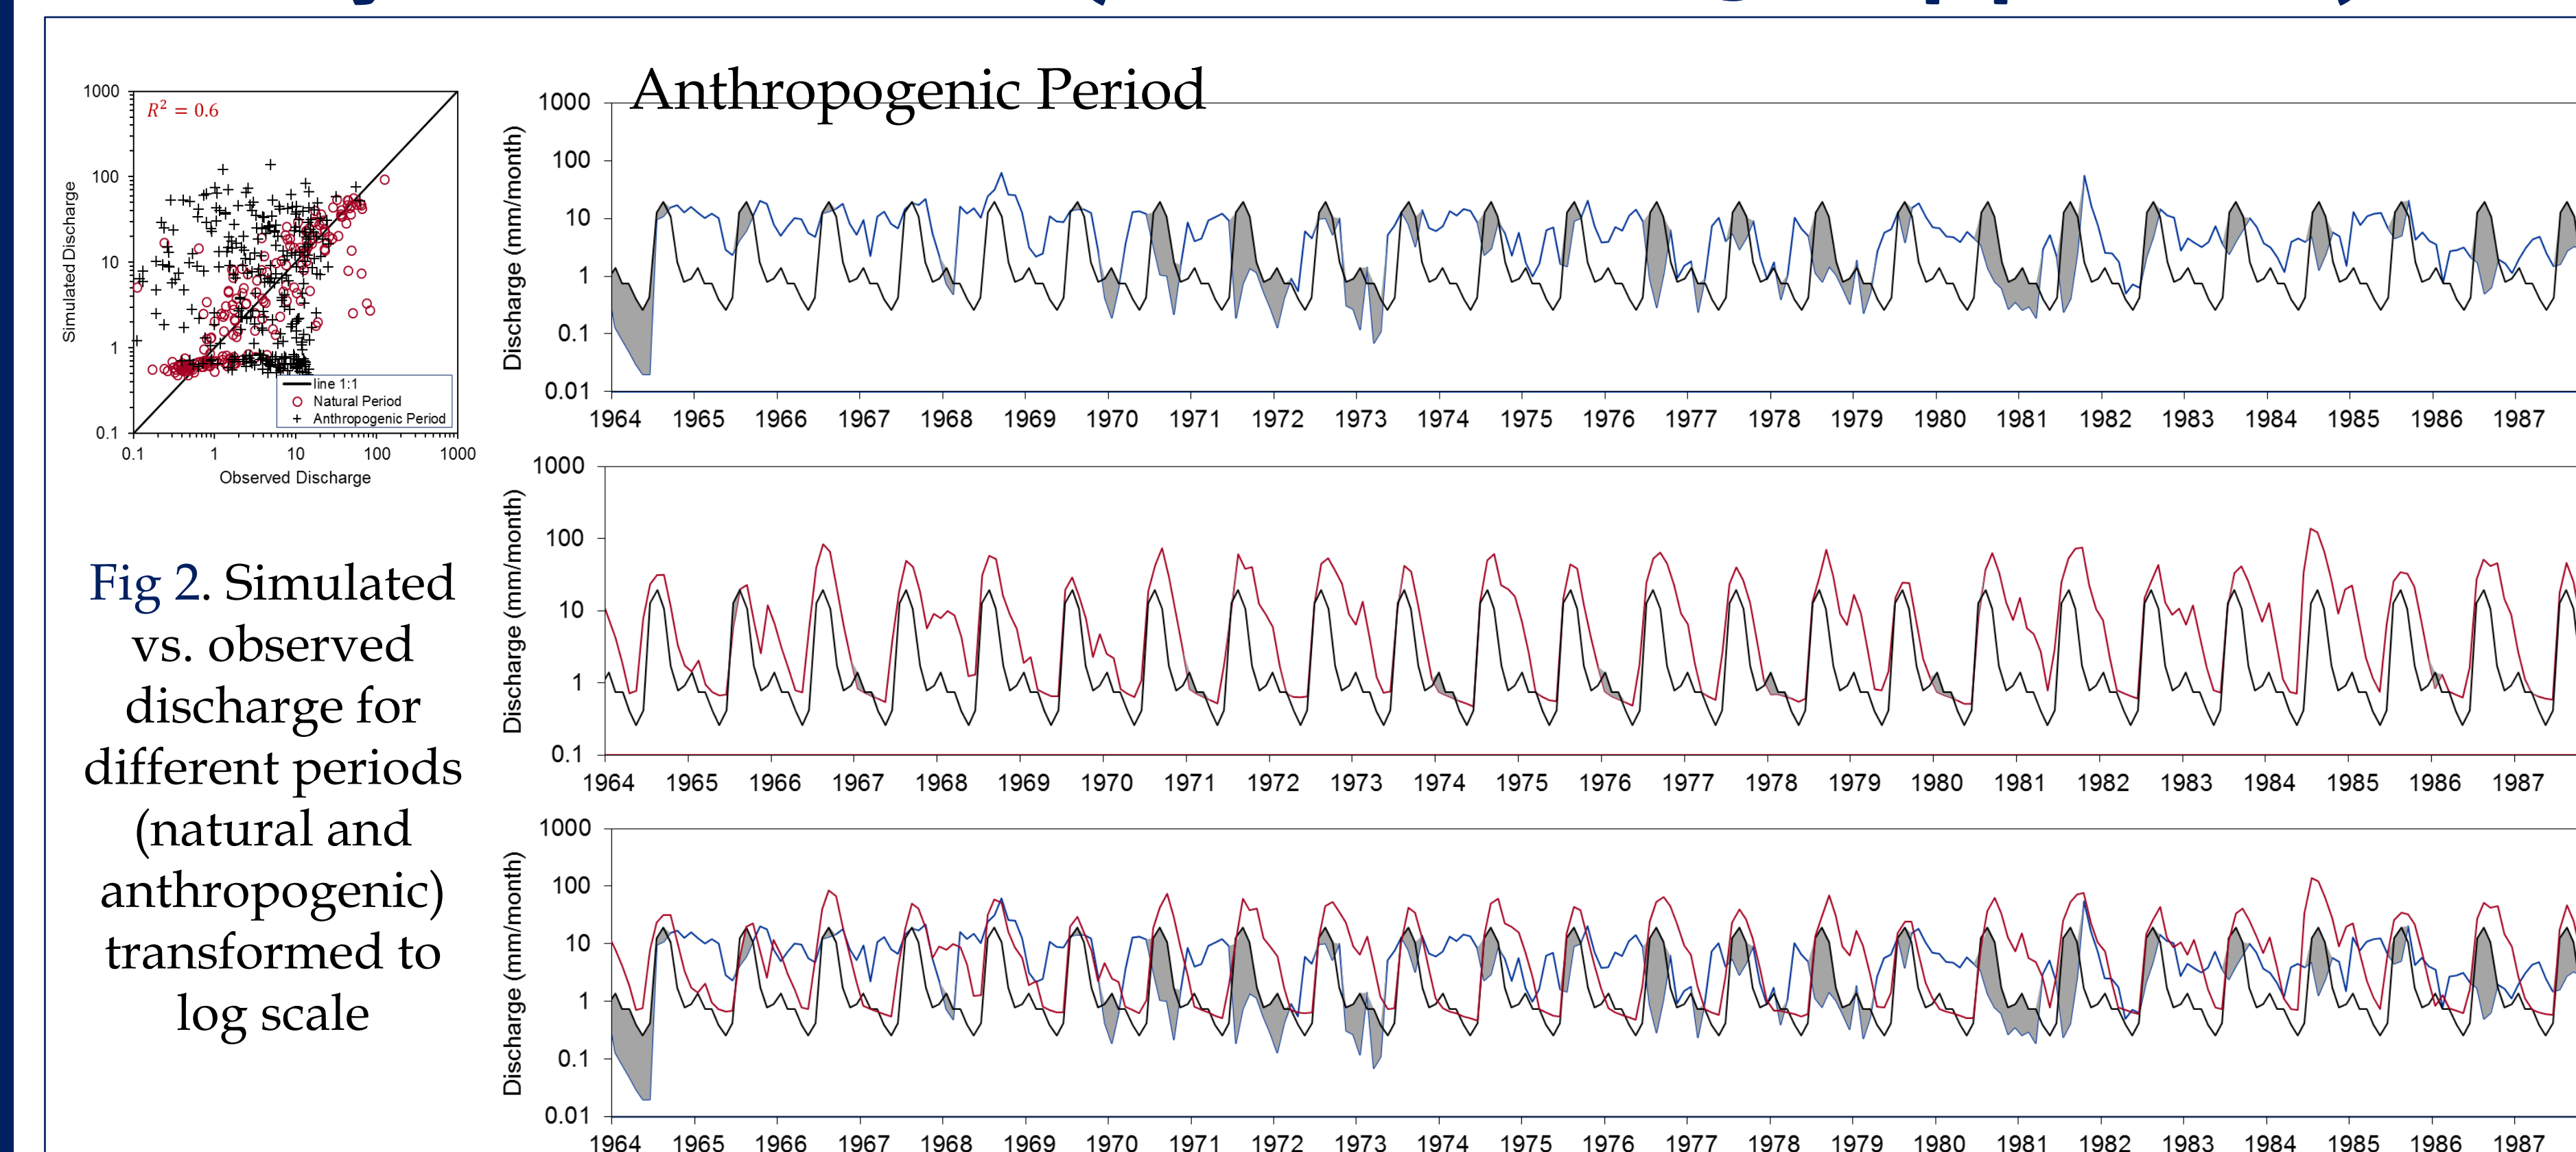 1000
R² = 0.6
100
10
1
0.1
Simulated Discharge
line 1:1
Natural Period
Anthropogenic Period
0.1 1 10 100 1000
Observed Discharge
Fig 2. Simulated
vs. observed
discharge for
different periods
(natural and
anthropogenic)
transformed to
log scale
Anthropogenic Period
Discharge (mm/month)
1000
100
10
1
0.1
0.01
1964 1965 1966 1967 1968 1969 1970 1971 1972 1973 1974 1975 1976 1977 1978 1979 1980 1981 1982 1983 1984 1985 1986 1987
Discharge (mm/month)
1000
100
10
1
0.1
1964 1965 1966 1967 1968 1969 1970 1971 1972 1973 1974 1975 1976 1977 1978 1979 1980 1981 1982 1983 1984 1985 1986 1987
Discharge (mm/month)
1000
100
10
1
0.1
0.01
1964 1965 1966 1967 1968 1969 1970 1971 1972 1973 1974 1975 1976 1977 1978 1979 1980 1981 1982 1983 1984 1985 1986 1987